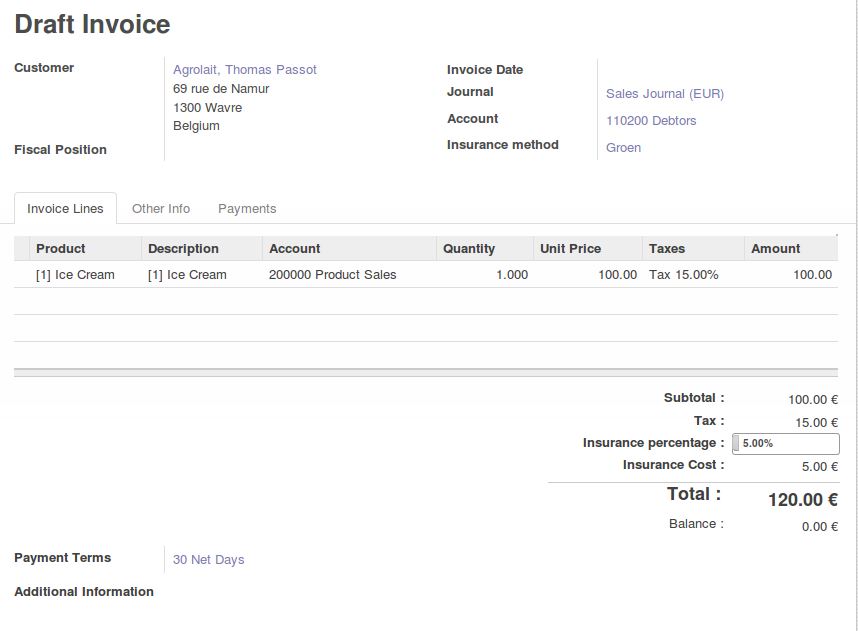 Draft Invoice
Customer
Agrolait, Thomas Passot
69 rue de Namur
1300 Wavre
Belgium
Fiscal Position
Invoice Date
Journal Sales Journal (EUR)
Account 110200 Debtors
Insurance method Groen
Invoice Lines Other Info Payments
Product Description Account Quantity Unit Price Taxes Amount
[1] Ice Cream [1] Ice Cream 200000 Product Sales 1.000 100.00 Tax 15.00% 100.00
Subtotal : 100.00 €
Tax : 15.00 €
Insurance percentage : 5.00%
Insurance Cost : 5.00 €
Total : 120.00 €
Balance : 0.00 €
Payment Terms 30 Net Days
Additional Information